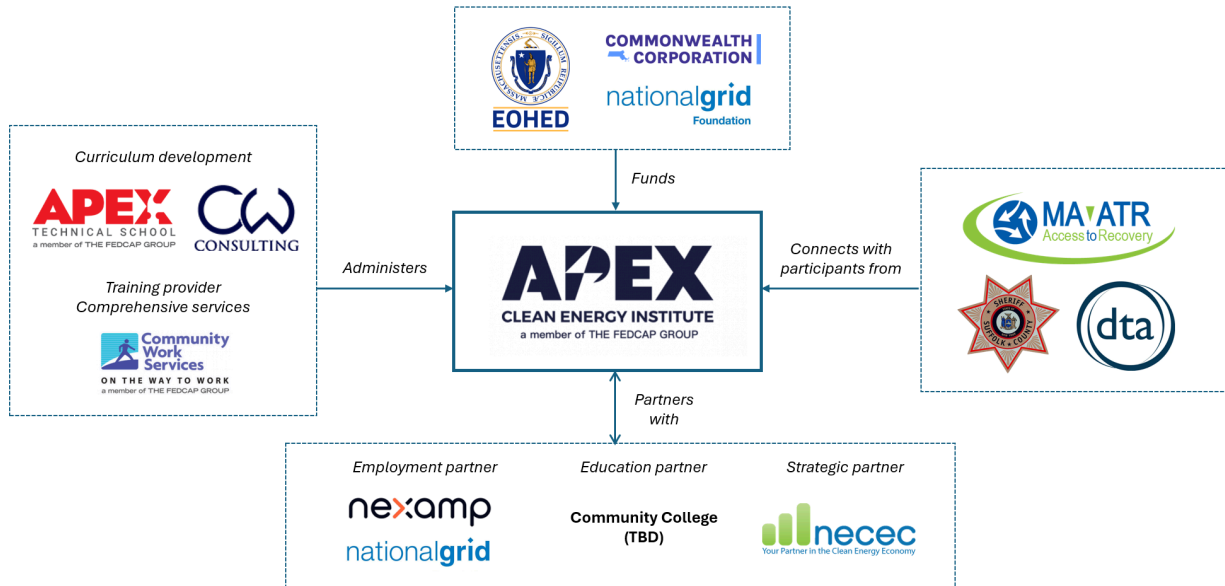 SIGILLUM REIPUBLICÆ MASSACHUSETTENSIS
EOHED
COMMONWEALTH
CORPORATION
nationalgrid
Foundation
Funds
Curriculum development
APEX
TECHNICAL SCHOOL
a member of THE FEDCAP GROUP
CW
CONSULTING
Training provider
Comprehensive services
Community
Work
Services
ON THE WAY TO WORK
a member of THE FEDCAP GROUP
Administers
APEX
CLEAN ENERGY INSTITUTE
a member of THE FEDCAP GROUP
Connects with
participants from
MA ATR
Access to Recovery
SHERIFF
SUFFOLK COUNTY
dta
Partners
with
Employment partner
nexamp
nationalgrid
Education partner
Community College
(TBD)
Strategic partner
necec
Your Partner in the Clean Energy Economy